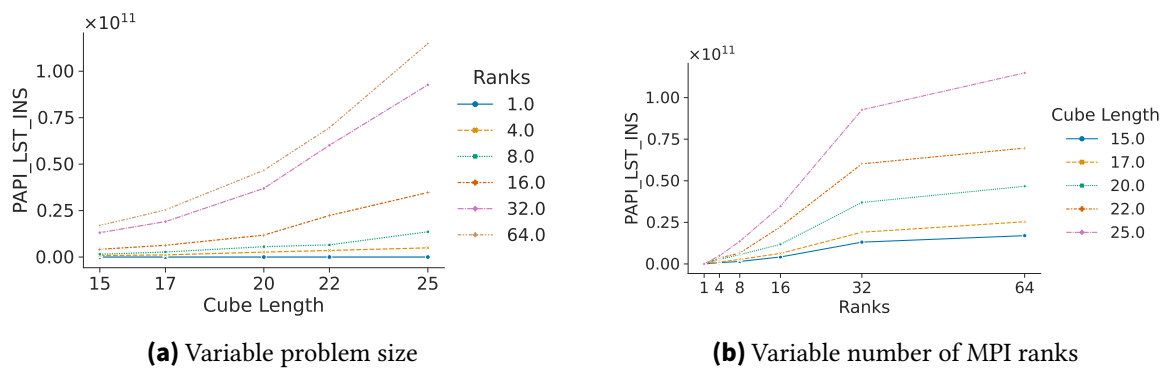 ×10¹¹
1.00
0.75
0.50
0.25
0.00
PAPI_LST_INS
15 17 20 22 25
Cube Length
Ranks
1.0
4.0
8.0
16.0
32.0
64.0
(a) Variable problem size
×10¹¹
1.00
0.75
0.50
0.25
0.00
PAPI_LST_INS
1 4 8 16 32 64
Ranks
Cube Length
15.0
17.0
20.0
22.0
25.0
(b) Variable number of MPI ranks